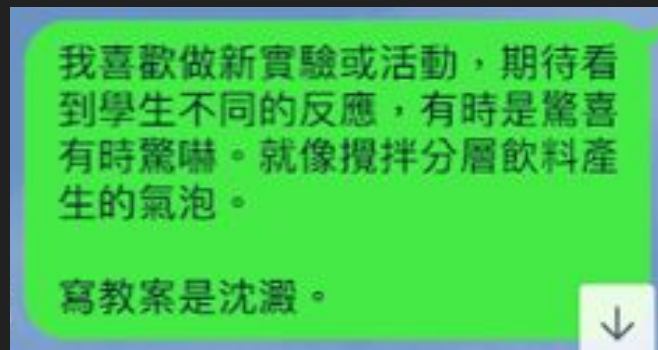 我喜歡做新實驗或活動，期待看
到學生不同的反應，有時是驚喜
有時驚嚇。就像攪拌分層飲料產
生的氣泡。
寫教案是沈澱。